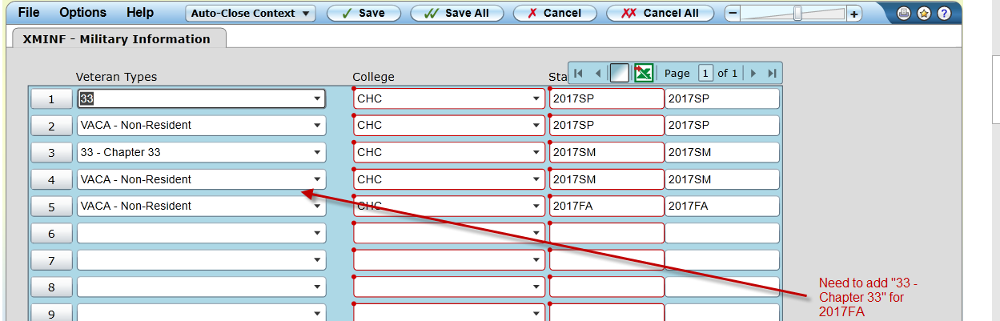 File Options Help Auto-Close Context Save Save All Cancel Cancel All
XMINF - Military Information
Page 1 of 1
Veteran Types College Sta
1 33 CHC 2017SP 2017SP
2 VACA - Non-Resident CHC 2017SP 2017SP
3 33 - Chapter 33 CHC 2017SM 2017SM
4 VACA - Non-Resident CHC 2017SM 2017SM
5 VACA - Non-Resident CHC 2017FA 2017FA
6
7
8
9
Need to add "33 -
Chapter 33" for
2017FA